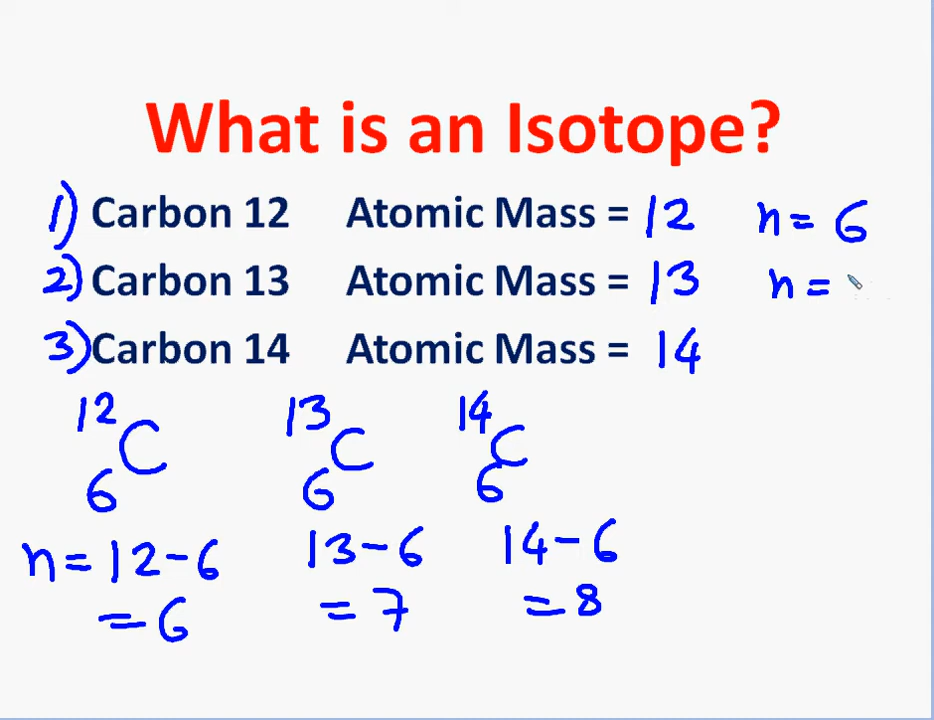 What is an Isotope?
1) Carbon 12 Atomic Mass = 12 n = 6
2) Carbon 13 Atomic Mass = 13 n =
3) Carbon 14 Atomic Mass = 14
12 C 6 13 C 6 14 C 6
n = 12 - 6 13 - 6 14 - 6
= 6 = 7 = 8